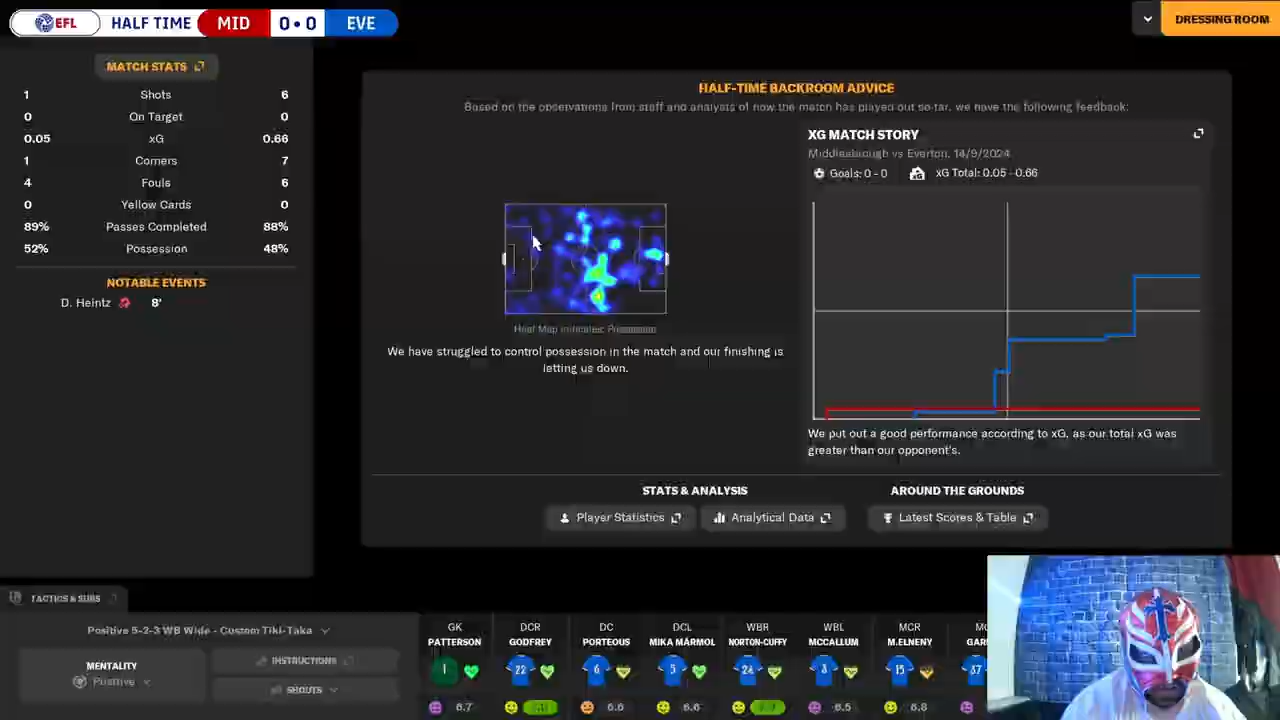 EFL HALF TIME MID 0 • 0 EVE
DRESSING ROOM
MATCH STATS
1 Shots 6
0 On Target 0
0.05 xG 0.66
1 Corners 7
4 Fouls 6
0 Yellow Cards 0
89% Passes Completed 88%
52% Possession 48%
NOTABLE EVENTS
D. Heintz 8'
HALF-TIME BACKROOM ADVICE
Based on the observations from staff and analysis of how the match has played out so far, we have the following feedback:
Heat Map Indicates: Possession
We have struggled to control possession in the match and our finishing is
letting us down.
XG MATCH STORY
Middlesbrough vs Everton, 14/9/2024
Goals: 0 - 0 xG Total: 0.05 - 0.66
We put out a good performance according to xG, as our total xG was
greater than our opponent's.
STATS & ANALYSIS
Player Statistics Analytical Data
AROUND THE GROUNDS
Latest Scores & Table
TACTICS & SUBS
Positive 5-2-3 WB Wide - Custom Tiki-Taka
MENTALITY
Positive
INSTRUCTIONS
SHOUTS
GK DCR DC DCL WBR WBL MCR
PATTERSON GODFREY PORTEOUS MIKA MÁRMOL NORTON-CUFFY MCCALLUM M.ELNENY
1 22 6 5 24 3 15 37
6.7 6.6 6.6 6.5 6.8